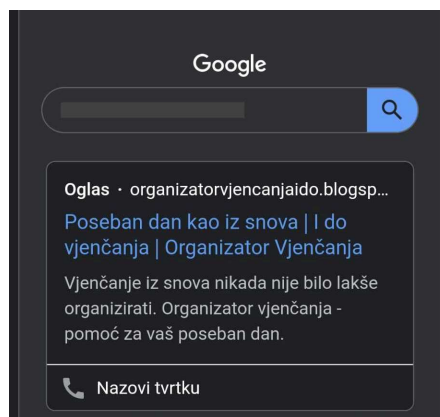 Google
Oglas · organizatorvjencanjaido.blogsp...
Poseban dan kao iz snova | I do
vjenčanja | Organizator Vjenčanja
Vjenčanje iz snova nikada nije bilo lakše
organizirati. Organizator vjenčanja -
pomoć za vaš poseban dan.
Nazovi tvrtku